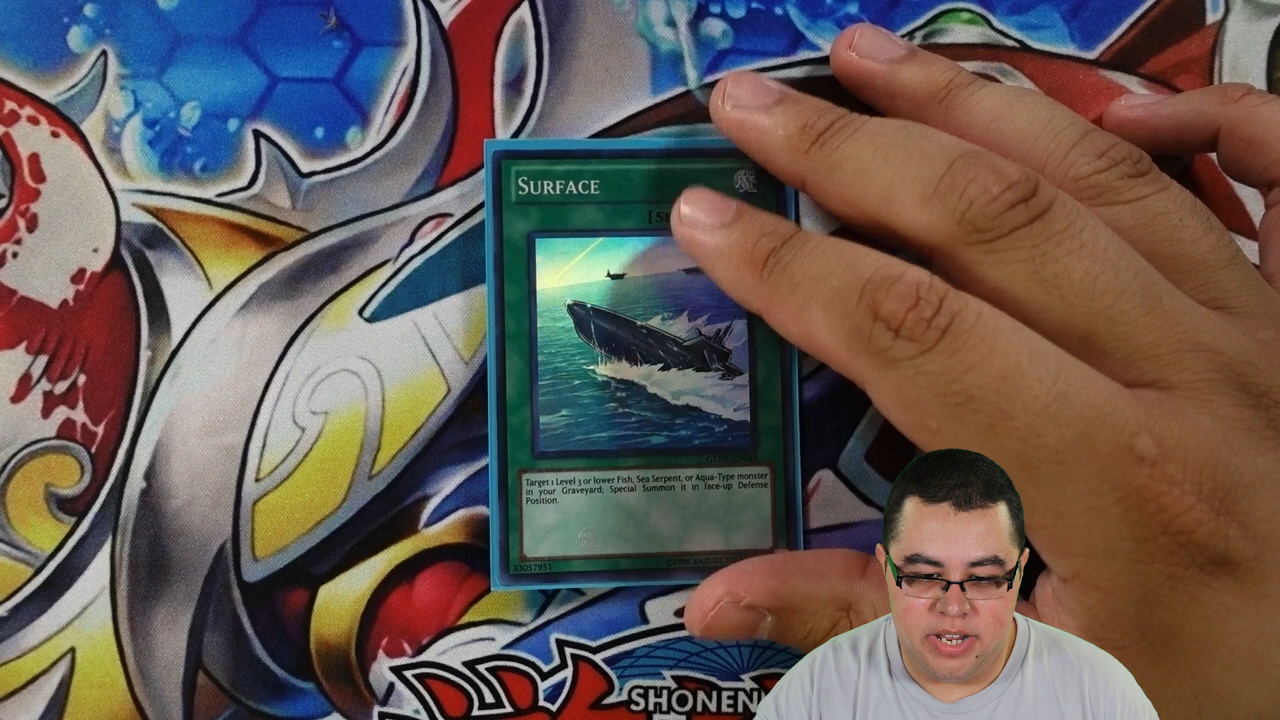 SURFACE
Target 1 Level 3 or lower Fish, Sea Serpent, or Aqua-Type monster
in your Graveyard; Special Summon it in face-up Defense
Position.
33057951
SHONEN